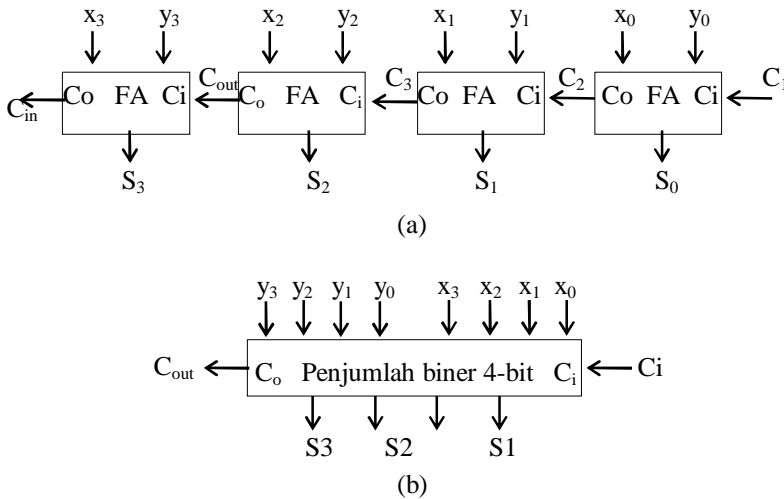 x3 y3 x2 y2 x1 y1 x0 y0
Cin Co FA Ci Cout Co FA Ci C3 Co FA Ci C2 Co FA Ci C1
S3 S2 S1 S0
(a)
y3 y2 y1 y0 x3 x2 x1 x0
Cout Co Penjumlah biner 4-bit Ci Ci
S3 S2 S1
(b)